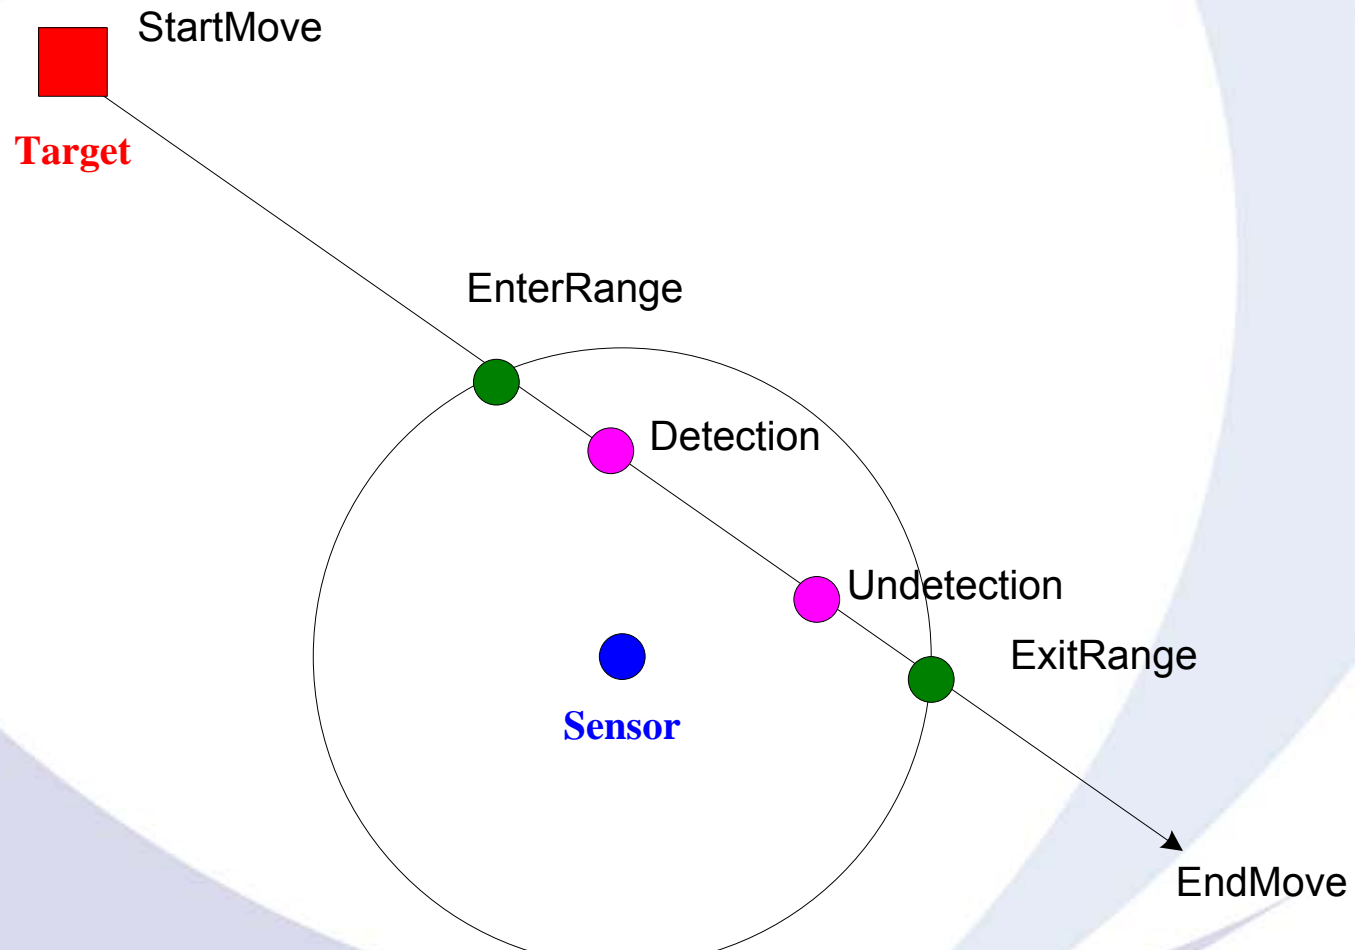 StartMove
Target
EnterRange
Detection
Undetection
ExitRange
Sensor
EndMove